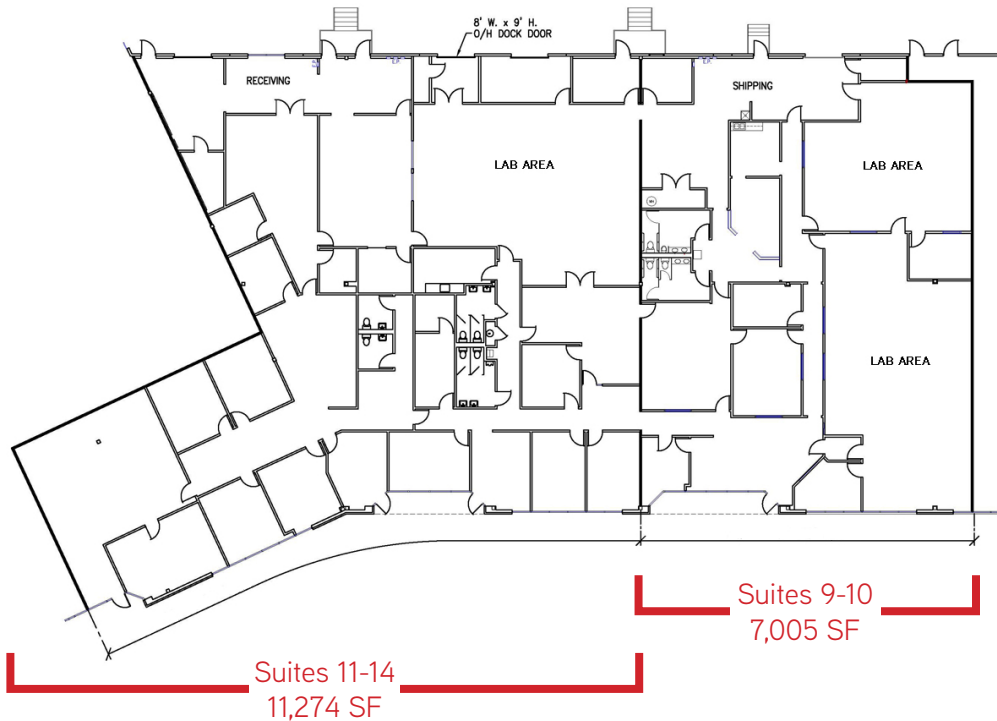 8' W. x 9' H.
O/H DOCK DOOR
RECEIVING
SHIPPING
LAB AREA
LAB AREA
LAB AREA
Suites 9-10
7,005 SF
Suites 11-14
11,274 SF